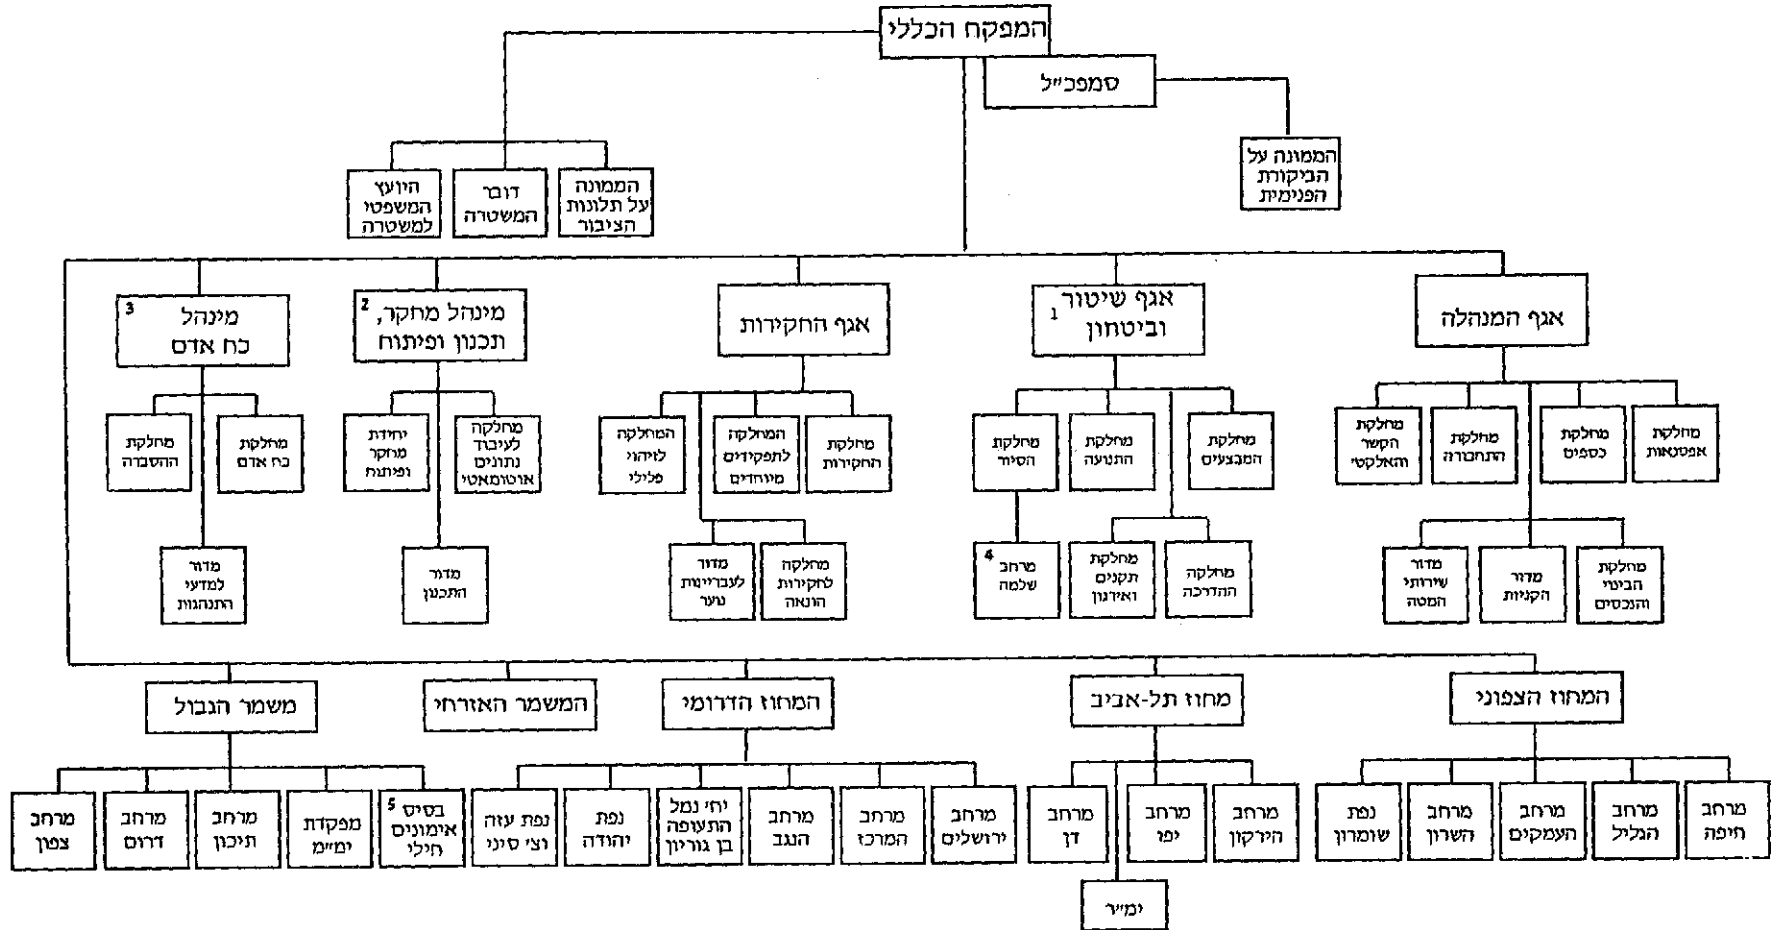 המפקח הכללי
סמפכ״ל
הממונה על
הביקורת
הפנימית
הממונה
על תלונות
הציבור
דובר
המשטרה
היועץ
המשפטי
למשטרה
אגף המנהלה
אגף שיטור
וביטחון
1
אגף החקירות
מינהל מחקר,
תכנון ופיתוח
2
מינהל
כח אדם
3
מחלקת
אפסנאות
מחלקת
כספים
מחלקת
התחבורה
מחלקת
הקשר
והאלקטי
מחלקת
הבינוי
והנכסים
מדור
הקניות
מדור
שירותי
המטה
מחלקת
המבצעים
מחלקת
התנועה
מחלקת
הסיור
מחלקה
ההדרכה
מחלקת
תקנים
ואירגון
4
מרחב
שלמה
מחלקת
החקירות
המחלקה
לתפקידים
מיוחדים
המחלקה
לזיהוי
פלילי
מחלקה
לחקירות
הונאה
מדור
לעבריינות
נוער
מחלקה
לעיבוד
נתונים
אוטומאטי
יחידת
מחקר
ופיתוח
מדור
התכנון
מחלקת
כח אדם
מחלקת
ההסברה
מדור
למדעי
התנהגות
המחוז הצפוני
מחוז תל-אביב
המחוז הדרומי
המשמר האזרחי
משמר הגבול
מרחב
חיפה
מרחב
הגליל
מרחב
העמקים
מרחב
השרון
נפת
שומרון
מרחב
הירקון
מרחב
יפו
מרחב
דן
ימ״ר
מרחב
ירושלים
מרחב
המרכז
מרחב
הנגב
יחי נמל
התעופה
בן גוריון
נפת
יהודה
נפת עזה
וצי סיני
5
בסיס
אימונים
חילי
מפקדת
ימ״מ
מרחב
תיכון
מרחב
דרום
מרחב
צפון